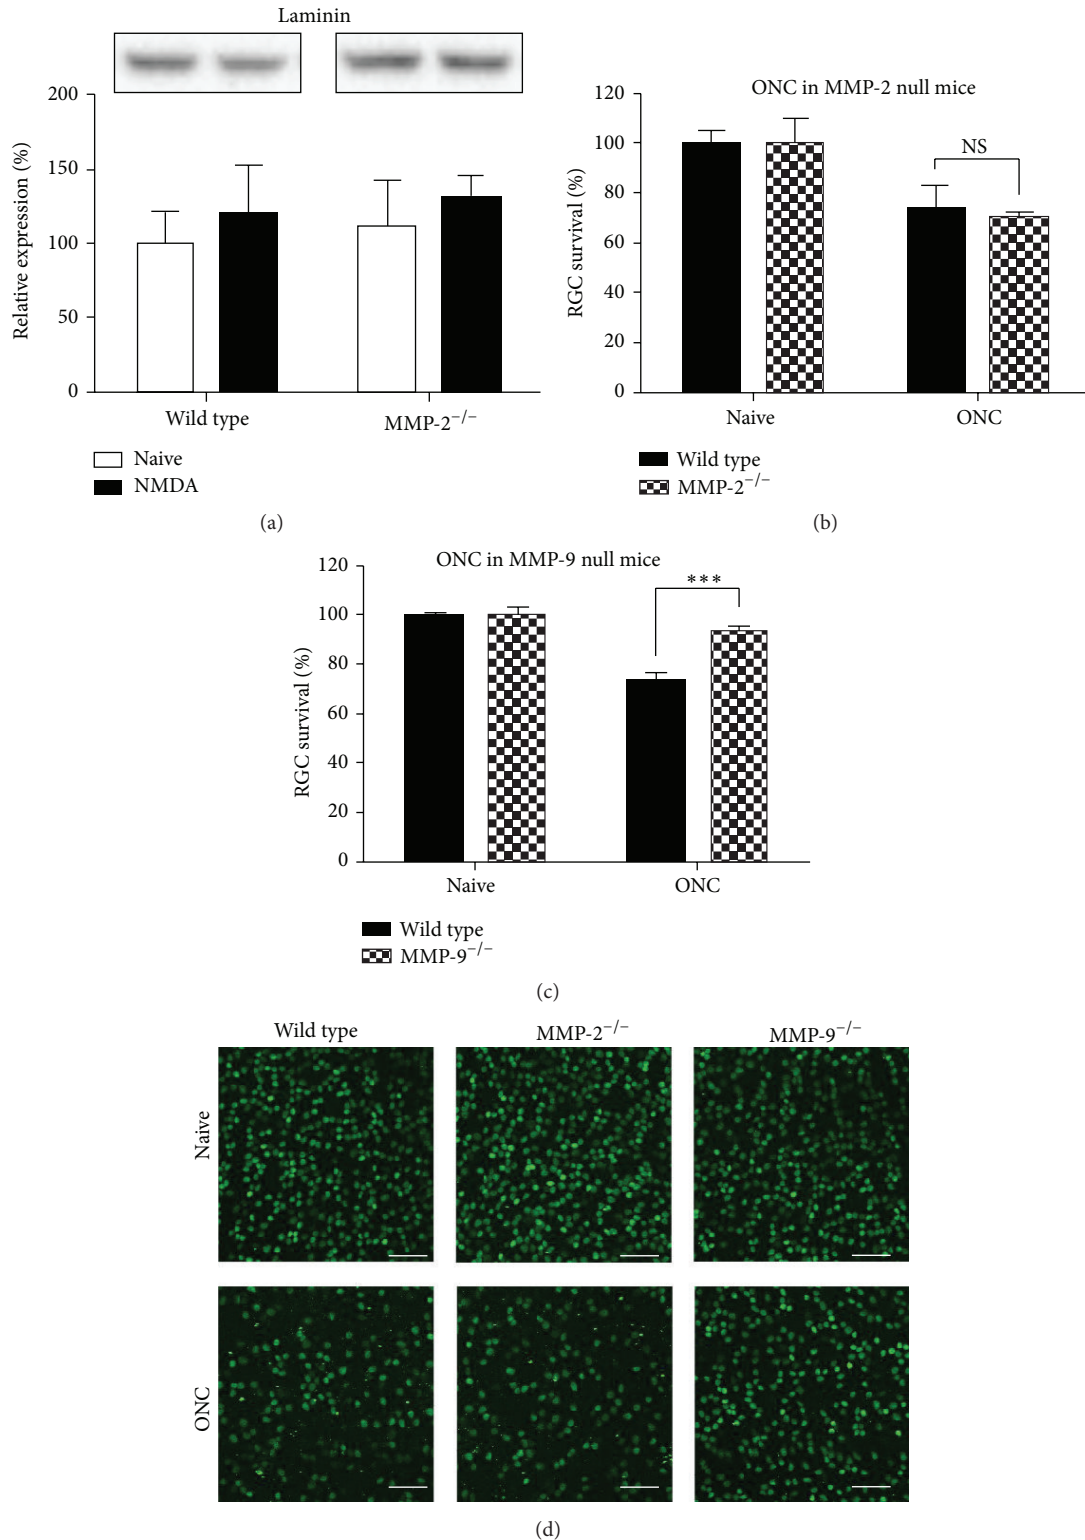 Laminin
200
150
100
50
0
Relative expression (%)
Wild type
MMP-2−/−
Naive
NMDA
(a)
ONC in MMP-2 null mice
120
100
80
60
40
20
0
RGC survival (%)
NS
Naive
ONC
Wild type
MMP-2−/−
(b)
ONC in MMP-9 null mice
120
100
80
60
40
20
0
RGC survival (%)
***
Naive
ONC
Wild type
MMP-9−/−
(c)
Wild type
MMP-2−/−
MMP-9−/−
Naive
ONC
(d)